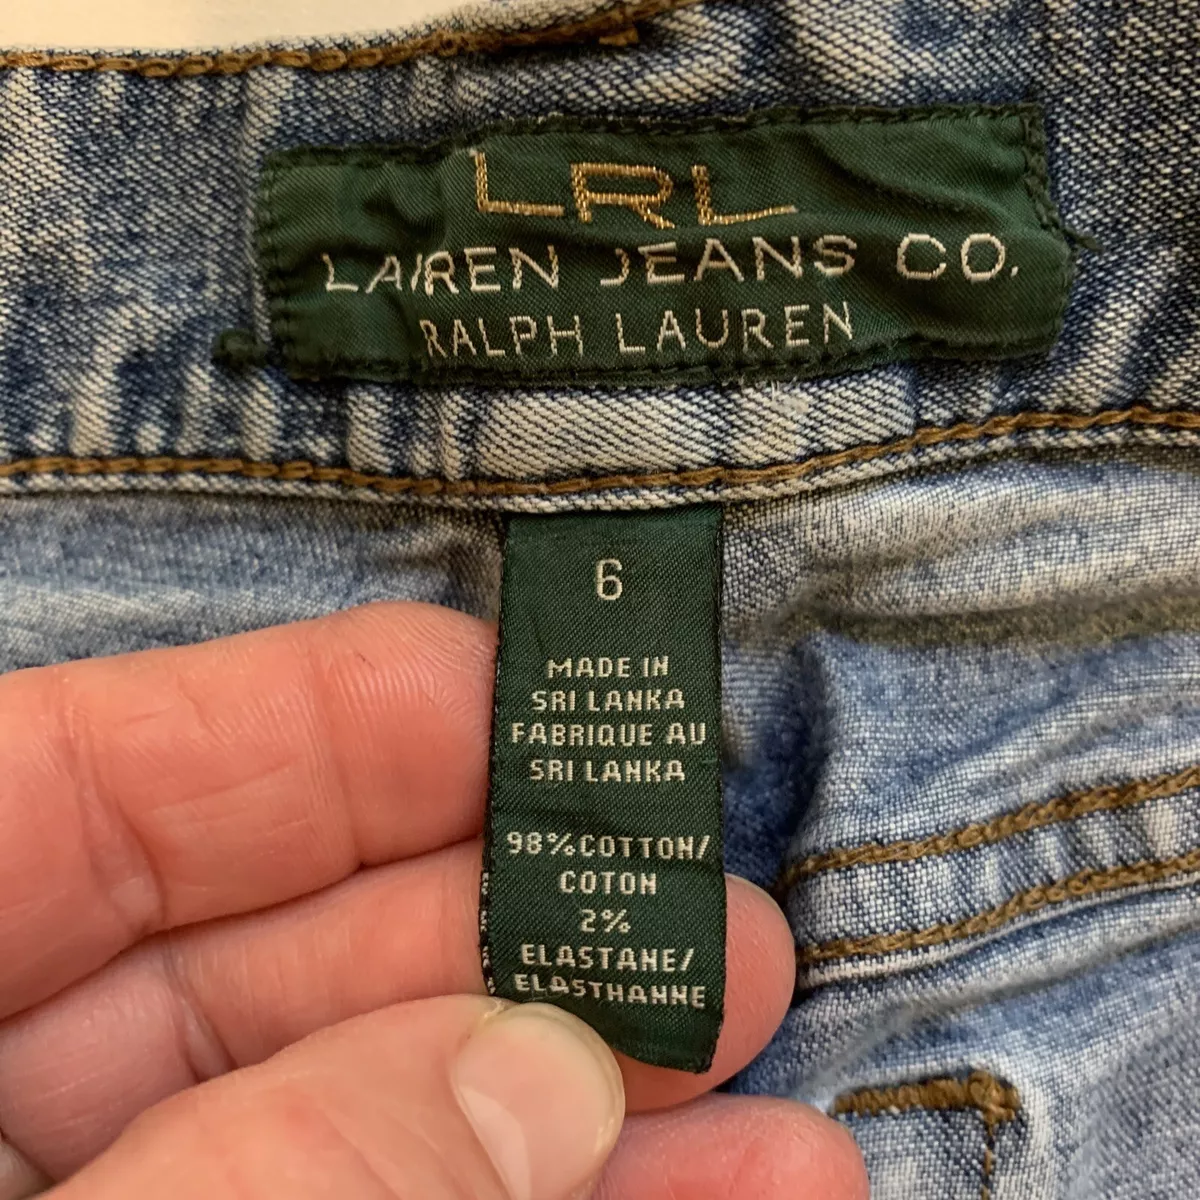 LRL
LAUREN JEANS CO.
RALPH LAUREN
6
MADE IN
SRI LANKA
FABRIQUE AU
SRI LANKA
98% COTTON/
COTON
2%
ELASTANE/
ELASTHANNE